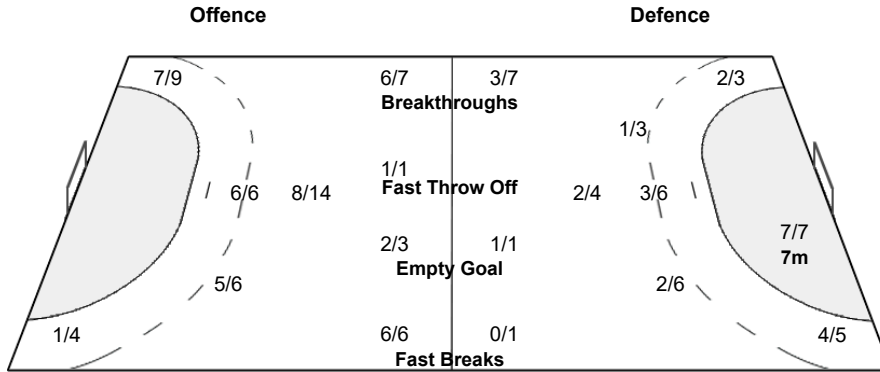 Offence Defence
7/9 6/7 3/7 2/3
Breakthroughs
1/3
1/1
Fast Throw Off
6/6 8/14 2/4 3/6
7/7
7m
2/3 1/1
Empty Goal
5/6 2/6
1/4 6/6 0/1 4/5
Fast Breaks